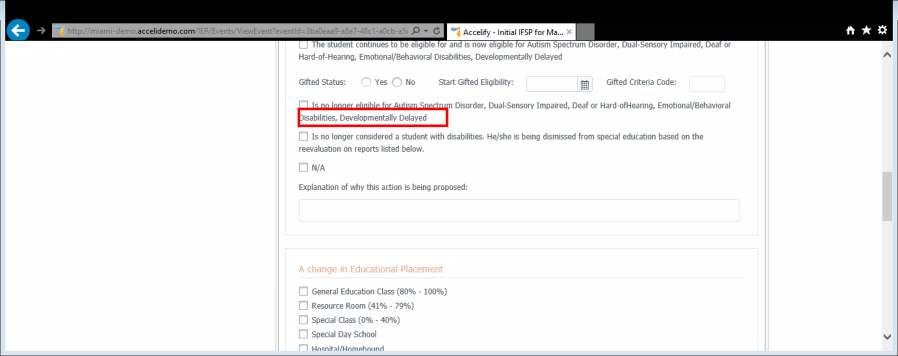 http://miami-demo.accelidemo.com/IEP/Events/ViewEvent?eventId=
Accelify - Initial IFSP for Ma...
The student continues to be eligible for and is now eligible for Autism Spectrum Disorder, Dual-Sensory Impaired, Deaf or
Hard-of-Hearing, Emotional/Behavioral Disabilities, Developmentally Delayed
Gifted Status: Yes No Start Gifted Eligibility: Gifted Criteria Code:
Is no longer eligible for Autism Spectrum Disorder, Dual-Sensory Impaired, Deaf or Hard-ofHearing, Emotional/Behavioral
Disabilities, Developmentally Delayed
Is no longer considered a student with disabilities. He/she is being dismissed from special education based on the
reevaluation on reports listed below.
N/A
Explanation of why this action is being proposed:
A change in Educational Placement
General Education Class (80% - 100%)
Resource Room (41% - 79%)
Special Class (0% - 40%)
Special Day School
Hospital/Homebound